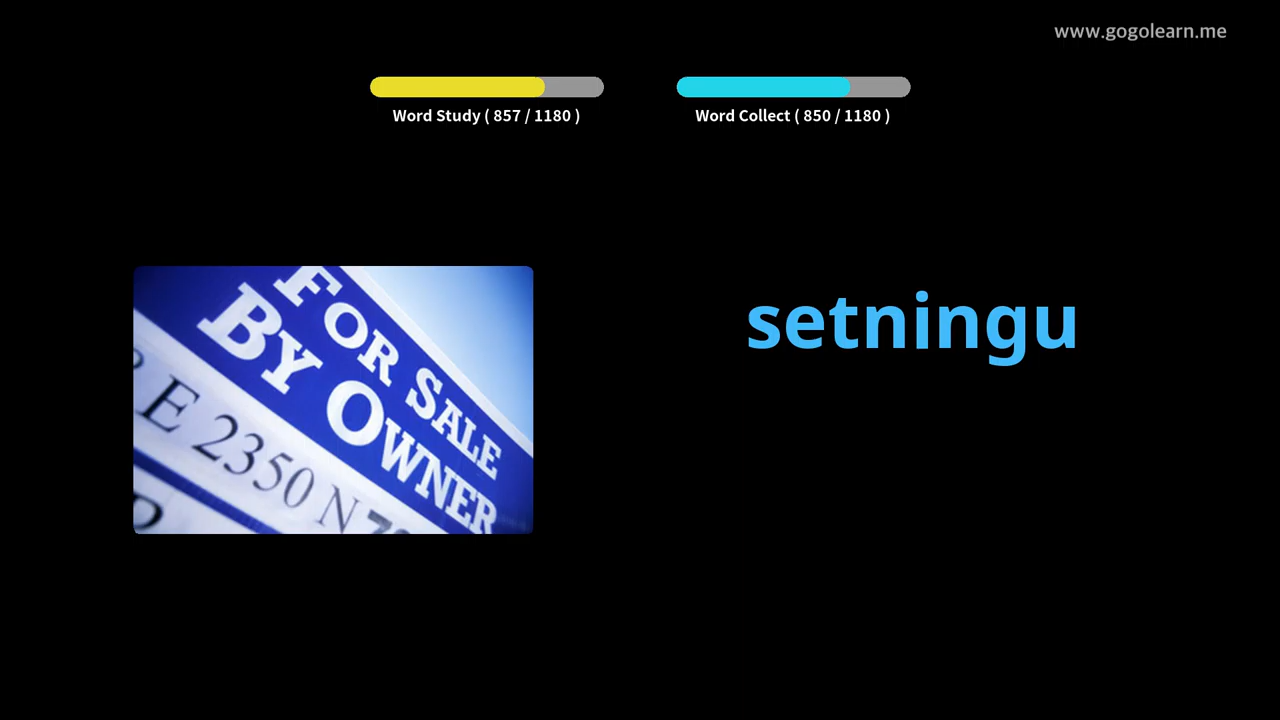 www.gogolearn.me
Word Study ( 857 / 1180 )
Word Collect ( 850 / 1180 )
setningu
FOR SALE
BY OWNER
E 2350 N